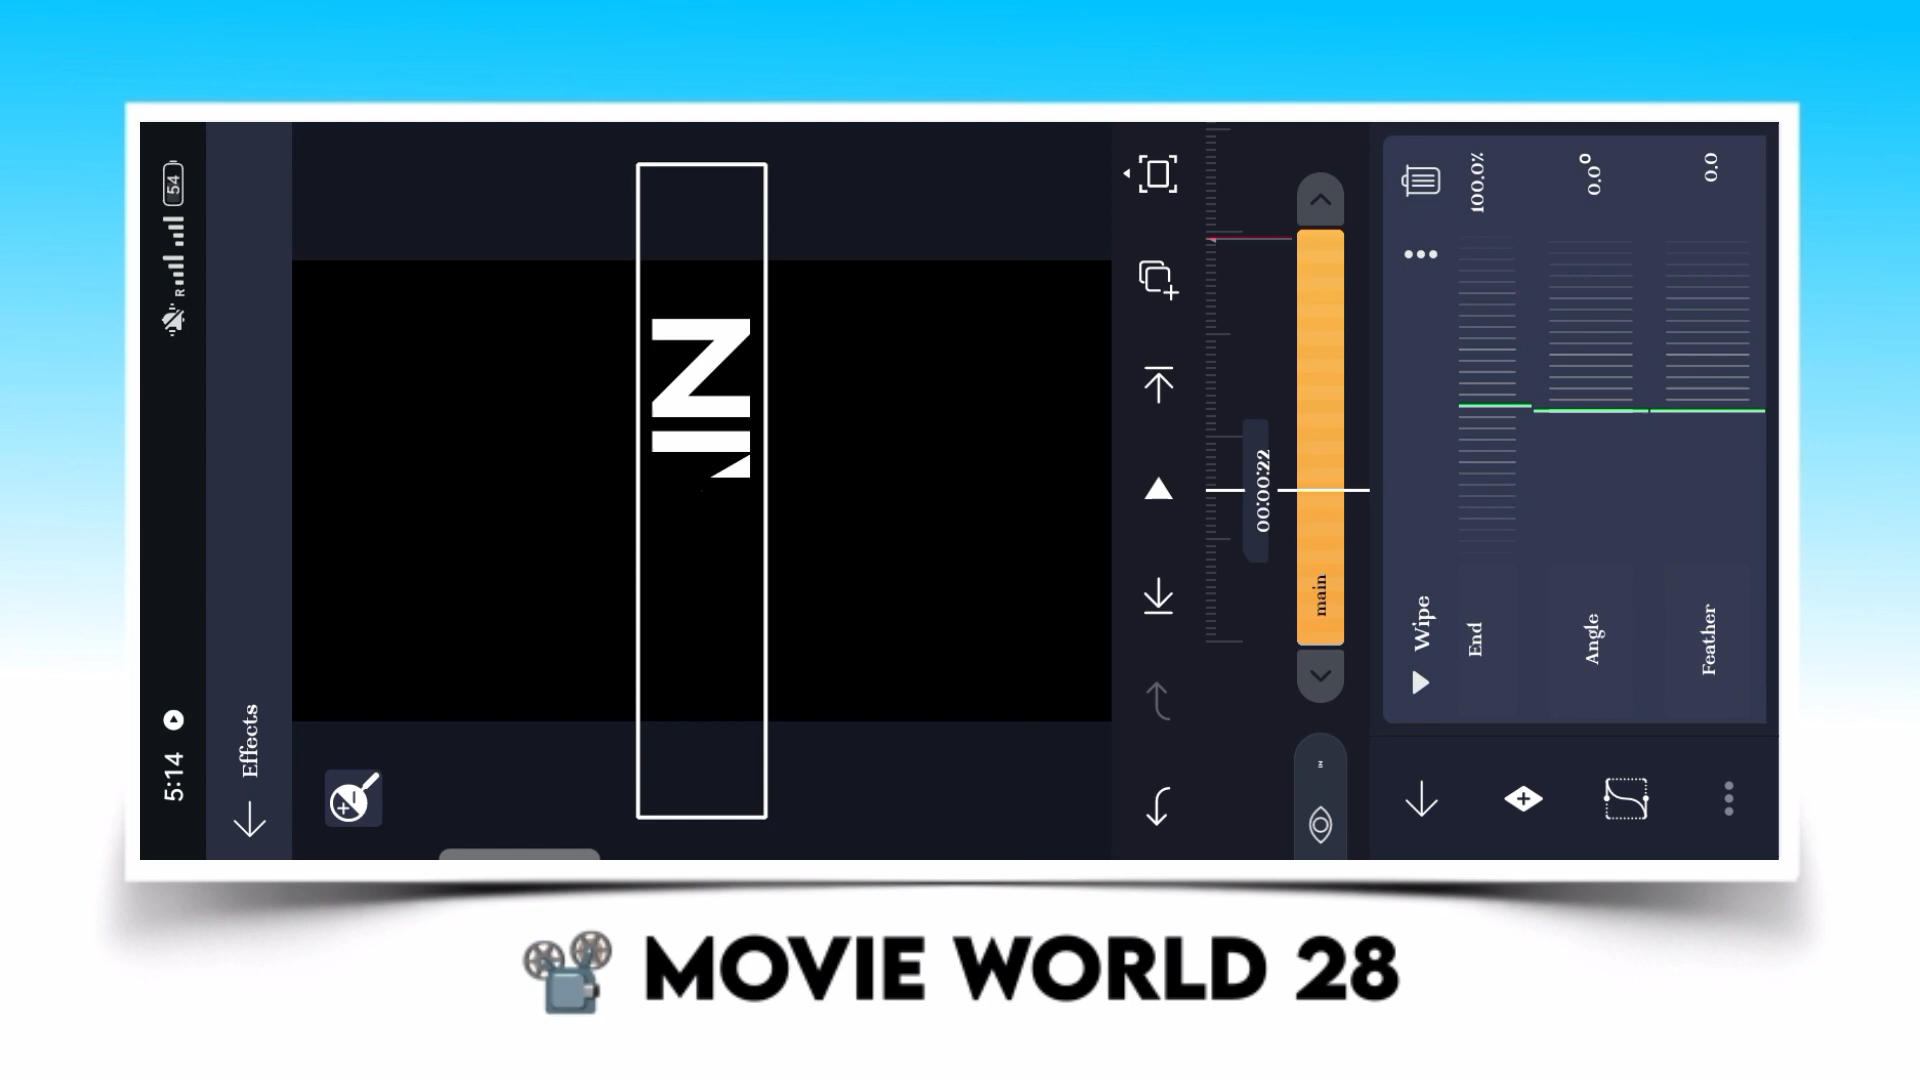 5:14
R
54
Effects
IN
00:00:22
main
Wipe
End 100.0%
Angle 0.0°
Feather 0.0
MOVIE WORLD 28